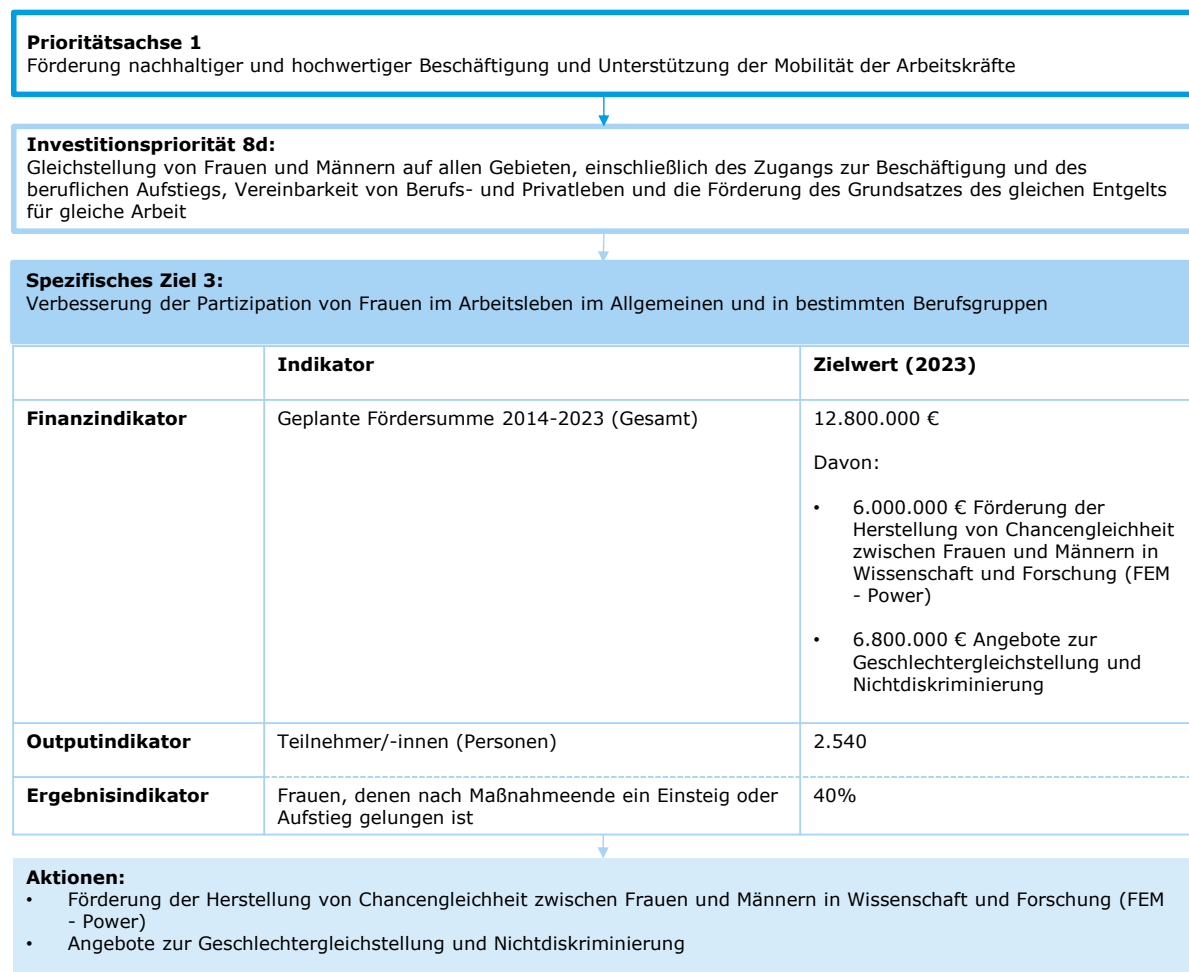 Prioritätsachse 1
Förderung nachhaltiger und hochwertiger Beschäftigung und Unterstützung der Mobilität der Arbeitskräfte
Investitionspriorität 8d:
Gleichstellung von Frauen und Männern auf allen Gebieten, einschließlich des Zugangs zur Beschäftigung und des
beruflichen Aufstiegs, Vereinbarkeit von Berufs- und Privatleben und die Förderung des Grundsatzes des gleichen Entgelts
für gleiche Arbeit
Spezifisches Ziel 3:
Verbesserung der Partizipation von Frauen im Arbeitsleben im Allgemeinen und in bestimmten Berufsgruppen
Indikator
Zielwert (2023)
Finanzindikator
Geplante Fördersumme 2014-2023 (Gesamt)
12.800.000 €
Davon:
• 6.000.000 € Förderung der
Herstellung von Chancengleichheit
zwischen Frauen und Männern in
Wissenschaft und Forschung (FEM
- Power)
• 6.800.000 € Angebote zur
Geschlechtergleichstellung und
Nichtdiskriminierung
Outputindikator
Teilnehmer/-innen (Personen)
2.540
Ergebnisindikator
Frauen, denen nach Maßnahmeende ein Einsteig oder
Aufstieg gelungen ist
40%
Aktionen:
• Förderung der Herstellung von Chancengleichheit zwischen Frauen und Männern in Wissenschaft und Forschung (FEM
- Power)
• Angebote zur Geschlechtergleichstellung und Nichtdiskriminierung